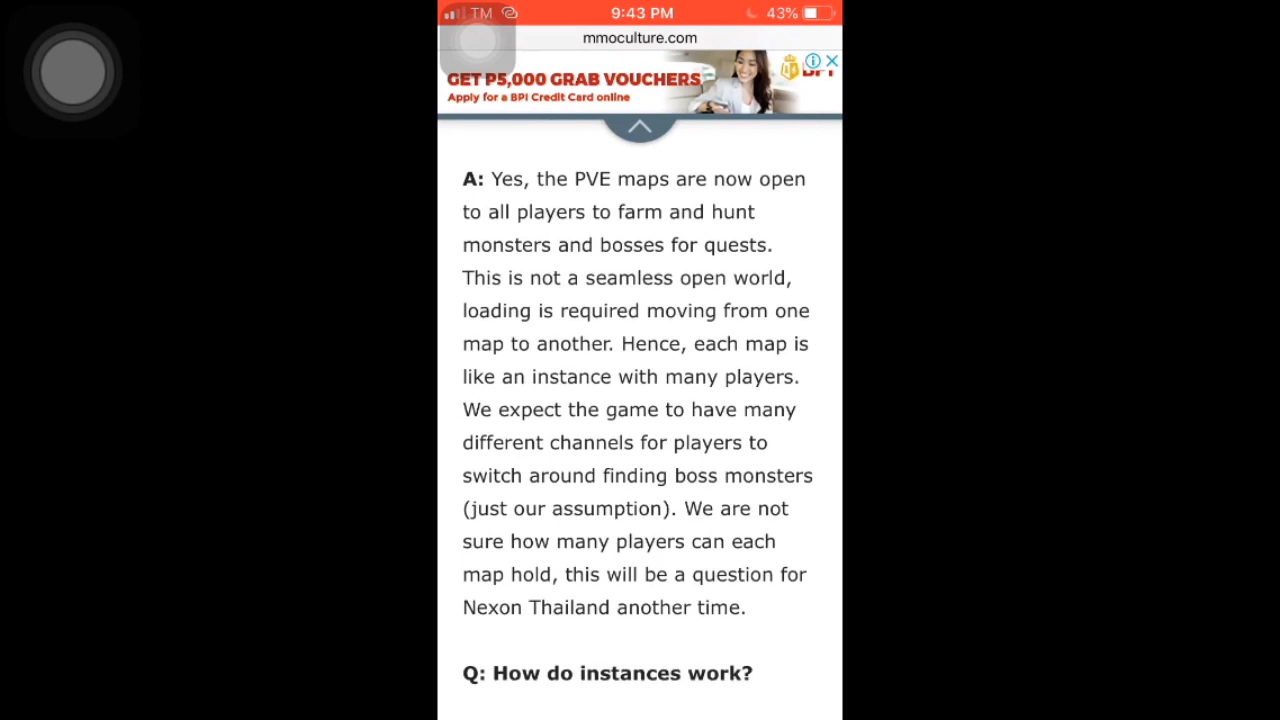 TM 9:43 PM 43%
mmoculture.com
GET P5,000 GRAB VOUCHERS
Apply for a BPI Credit Card online
A: Yes, the PVE maps are now open
to all players to farm and hunt
monsters and bosses for quests.
This is not a seamless open world,
loading is required moving from one
map to another. Hence, each map is
like an instance with many players.
We expect the game to have many
different channels for players to
switch around finding boss monsters
(just our assumption). We are not
sure how many players can each
map hold, this will be a question for
Nexon Thailand another time.
Q: How do instances work?